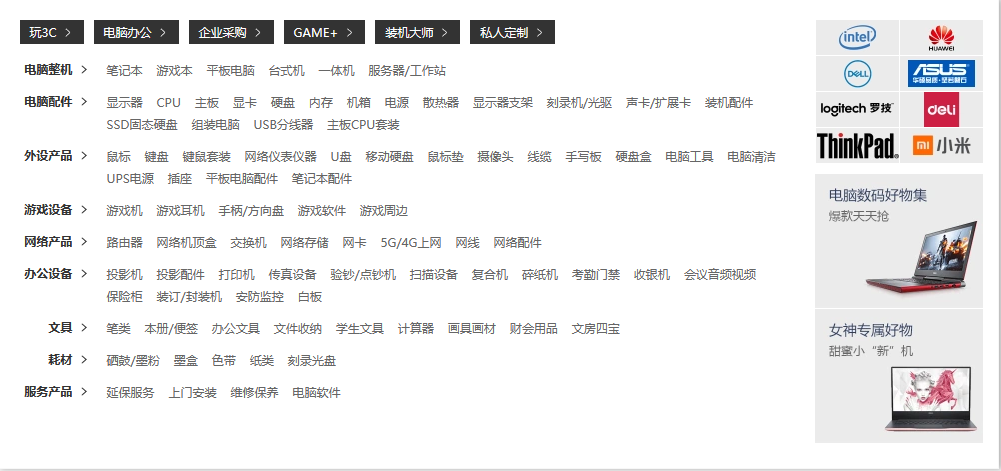 玩3C > 电脑办公 > 企业采购 > GAME+ > 装机大师 > 私人定制 >
电脑整机 > 笔记本 游戏本 平板电脑 台式机 一体机 服务器/工作站
电脑配件 > 显示器 CPU 主板 显卡 硬盘 内存 机箱 电源 散热器 显示器支架 刻录机/光驱 声卡/扩展卡 装机配件
SSD固态硬盘 组装电脑 USB分线器 主板CPU套装
外设产品 > 鼠标 键盘 键鼠套装 网络仪表仪器 U盘 移动硬盘 鼠标垫 摄像头 线缆 手写板 硬盘盒 电脑工具 电脑清洁
UPS电源 插座 平板电脑配件 笔记本配件
游戏设备 > 游戏机 游戏耳机 手柄/方向盘 游戏软件 游戏周边
网络产品 > 路由器 网络机顶盒 交换机 网络存储 网卡 5G/4G上网 网线 网络配件
办公设备 > 投影机 投影配件 打印机 传真设备 验钞/点钞机 扫描设备 复合机 碎纸机 考勤门禁 收银机 会议音频视频
保险柜 装订/封装机 安防监控 白板
文具 > 笔类 本册/便签 办公文具 文件收纳 学生文具 计算器 画具画材 财会用品 文房四宝
耗材 > 硒鼓/墨粉 墨盒 色带 纸类 刻录光盘
服务产品 > 延保服务 上门安装 维修保养 电脑软件
intel HUAWEI
DELL ASUS
华硕品质·坚若磐石
logitech 罗技 deli
ThinkPad 小米
电脑数码好物集
爆款天天抢
女神专属好物
甜蜜小“新”机